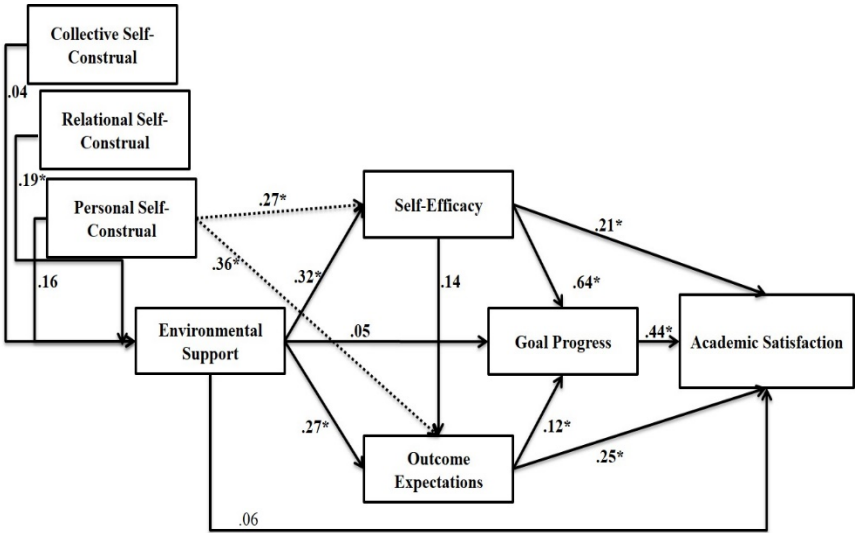 Collective Self-
Construal
.04
Relational Self-
Construal
.19*
Personal Self-
Construal
.27*
Self-Efficacy
.21*
.36*
.16
.32*
.14
.64*
Environmental
Support
.05
Goal Progress
.44*
Academic Satisfaction
.27*
.12*
Outcome
Expectations
.25*
.06